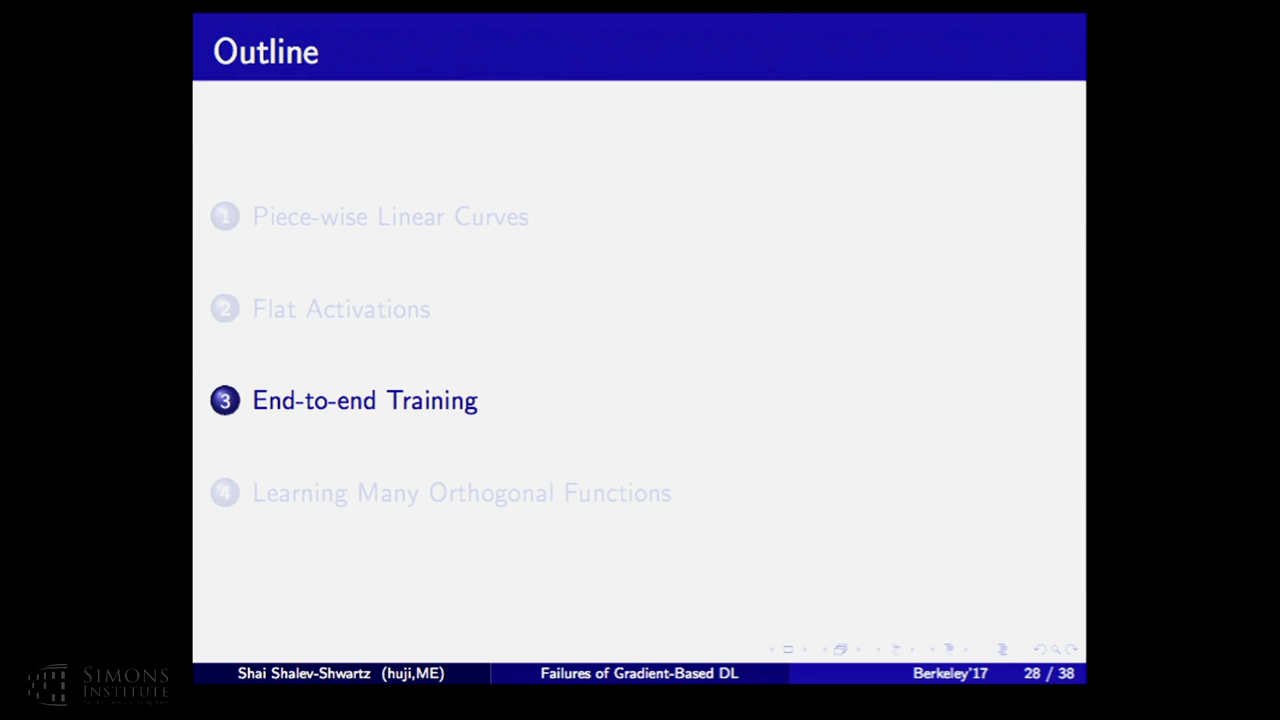 Outline
1 Piece-wise Linear Curves
2 Flat Activations
3 End-to-end Training
4 Learning Many Orthogonal Functions
Shai Shalev-Shwartz (huji,ME) Failures of Gradient-Based DL Berkeley'17 28 / 38
SIMONS
INSTITUTE